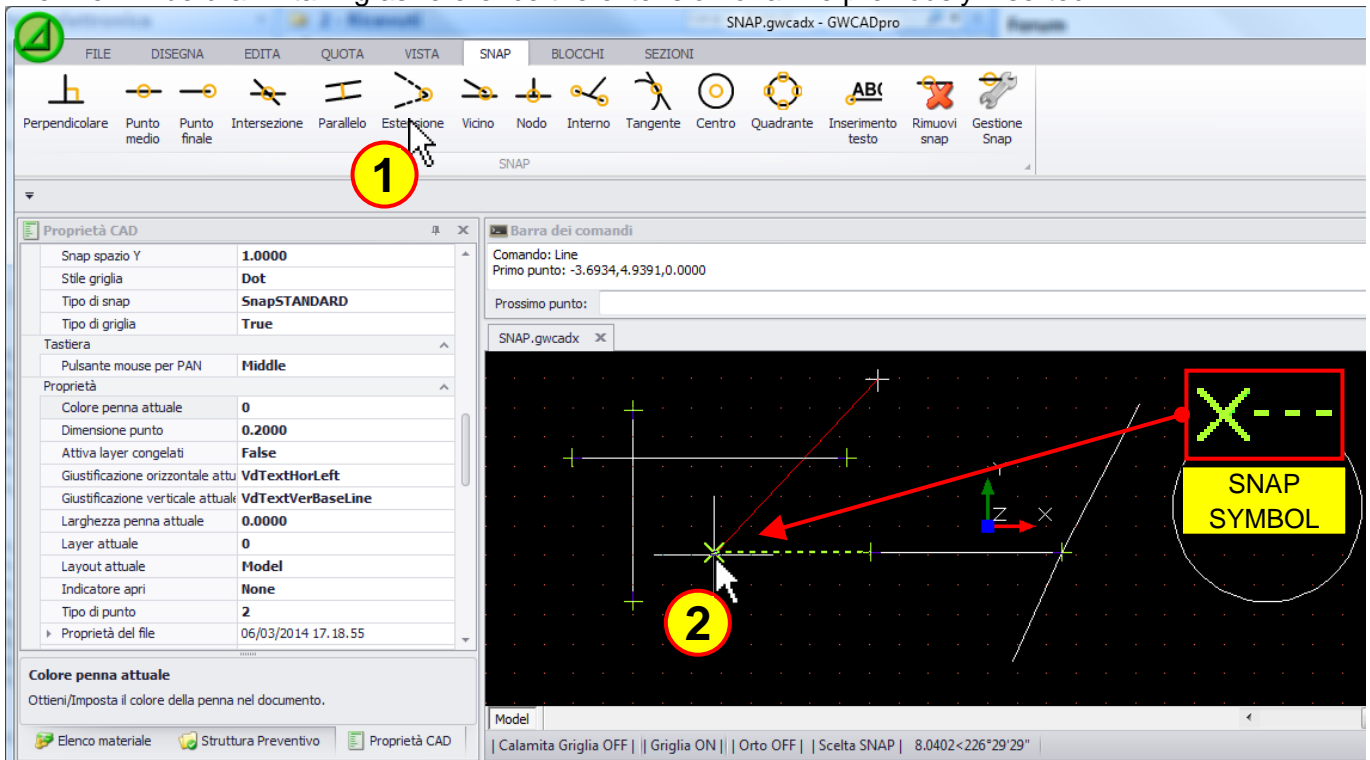 SNAP.gwcadx - GWCADpro
FILE DISEGNA EDITA QUOTA VISTA SNAP BLOCCHI SEZIONI
Perpendicolare Punto medio Punto finale Intersezione Parallelo Estensione Vicino Nodo Interno Tangente Centro Quadrante Inserimento testo Rimuovi snap Gestione Snap
ABC
1
SNAP
Proprietà CAD
Snap spazio Y 1.0000
Stile griglia Dot
Tipo di snap SnapSTANDARD
Tipo di griglia True
Tastiera
Pulsante mouse per PAN Middle
Proprietà
Colore penna attuale 0
Dimensione punto 0.2000
Attiva layer congelati False
Giustificazione orizzontale attu VdTextHorLeft
Giustificazione verticale attuale VdTextVerBaseLine
Larghezza penna attuale 0.0000
Layer attuale 0
Layout attuale Model
Indicatore apri None
Tipo di punto 2
Proprietà del file 06/03/2014 17.18.55
Colore penna attuale
Ottieni/Imposta il colore della penna nel documento.
Elenco materiale Struttura Preventivo Proprietà CAD
Barra dei comandi
Comando: Line
Primo punto: -3.6934,4.9391,0.0000
Prossimo punto:
SNAP.gwcadx
Y
Z X
SNAP
SYMBOL
2
Model
| Calamita Griglia OFF | | Griglia ON | | Orto OFF | | Scelta SNAP | 8.0402<226°29'29"